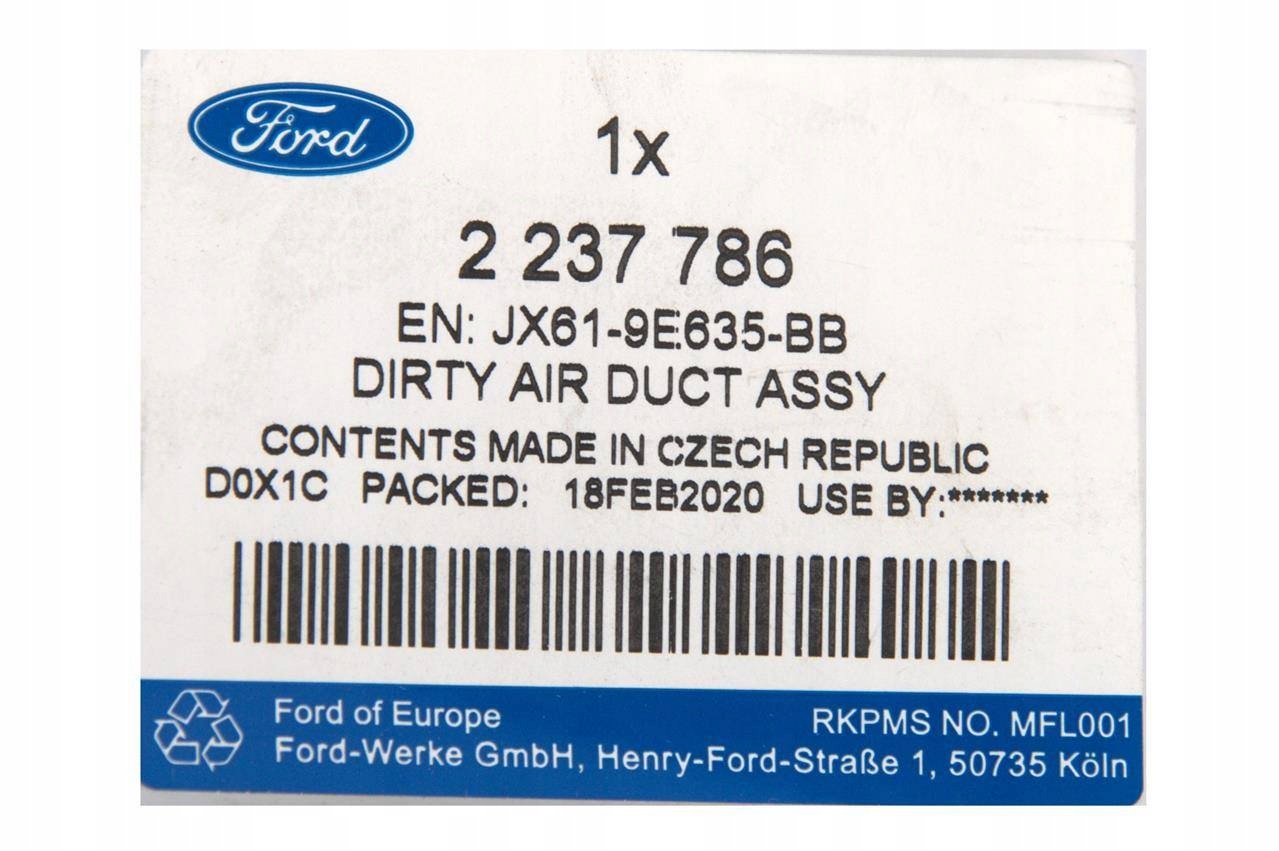 Ford
1x
2 237 786
EN: JX61-9E635-BB
DIRTY AIR DUCT ASSY
CONTENTS MADE IN CZECH REPUBLIC
D0X1C PACKED: 18FEB2020 USE BY:*******
Ford of Europe
RKPMS NO. MFL001
Ford-Werke GmbH, Henry-Ford-Straße 1, 50735 Köln